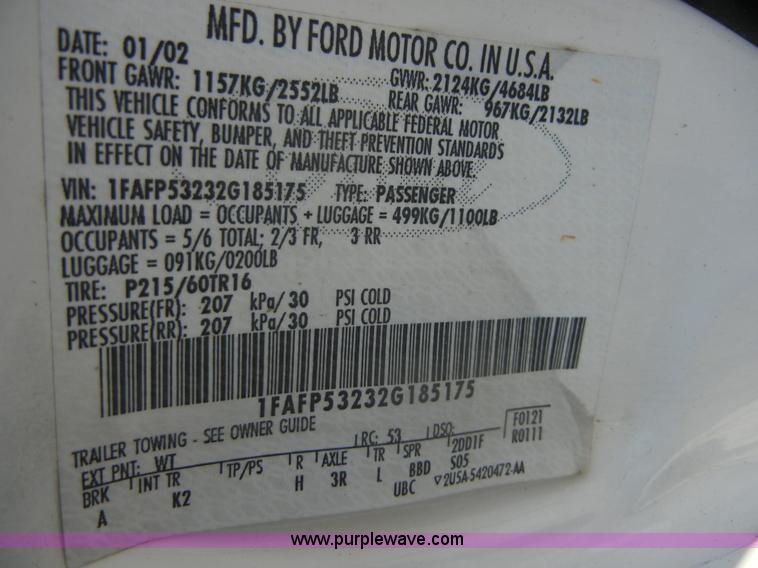 MFD. BY FORD MOTOR CO. IN U.S.A.
DATE: 01/02 GVWR: 2124KG/4684LB
FRONT GAWR: 1157KG/2552LB REAR GAWR: 967KG/2132LB
THIS VEHICLE CONFORMS TO ALL APPLICABLE FEDERAL MOTOR
VEHICLE SAFETY, BUMPER, AND THEFT PREVENTION STANDARDS
IN EFFECT ON THE DATE OF MANUFACTURE SHOWN ABOVE.
VIN: 1FAFP53232G185175 TYPE: PASSENGER
MAXIMUM LOAD = OCCUPANTS + LUGGAGE = 499KG/1100LB
OCCUPANTS = 5/6 TOTAL; 2/3 FR, 3 RR
LUGGAGE = 091KG/0200LB
TIRE: P215/60TR16
PRESSURE(FR): 207 kPa/ 30 PSI COLD
PRESSURE(RR): 207 kPa/ 30 PSI COLD
1FAFP53232G185175
TRAILER TOWING - SEE OWNER GUIDE
EXT PNT: WT RC: 53 DSO: F0121
BRK INT TR TP/PS R AXLE TR SPR 2DD1F R0111
A K2 H 3R L BBD S05
UBC 2U5A-5420472-AA
www.purplewave.com